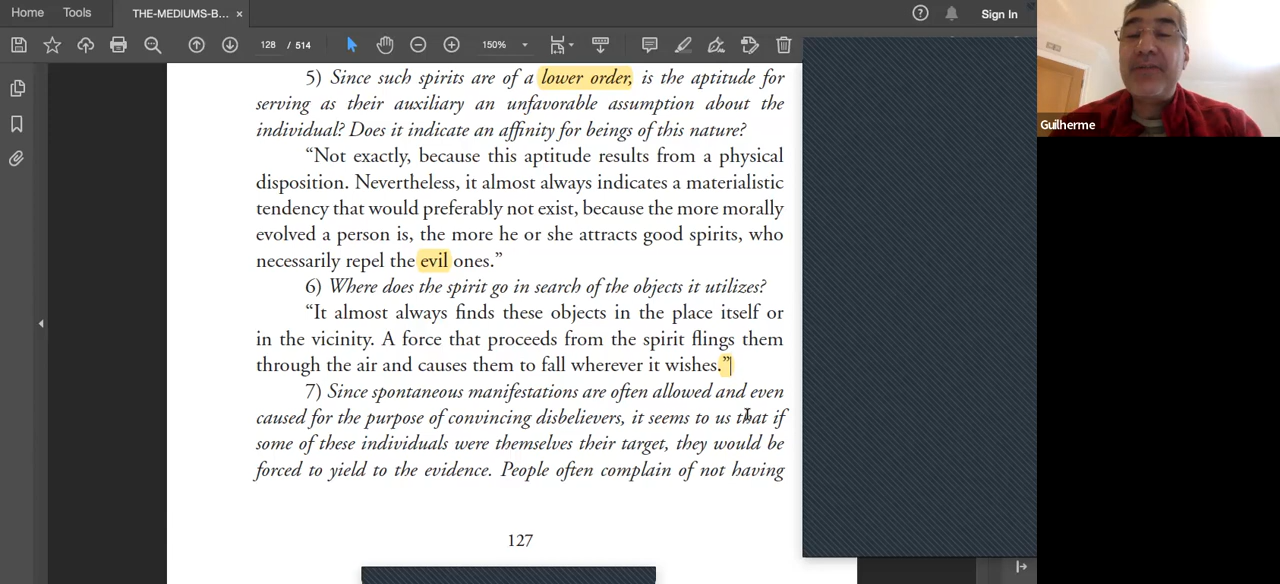 Home Tools THE-MEDIUMS-B... × Sign In
128 / 514 150%
5) Since such spirits are of a lower order, is the aptitude for
serving as their auxiliary an unfavorable assumption about the
individual? Does it indicate an affinity for beings of this nature?
“Not exactly, because this aptitude results from a physical
disposition. Nevertheless, it almost always indicates a materialistic
tendency that would preferably not exist, because the more morally
evolved a person is, the more he or she attracts good spirits, who
necessarily repel the evil ones.”
6) Where does the spirit go in search of the objects it utilizes?
“It almost always finds these objects in the place itself or
in the vicinity. A force that proceeds from the spirit flings them
through the air and causes them to fall wherever it wishes.”
7) Since spontaneous manifestations are often allowed and even
caused for the purpose of convincing disbelievers, it seems to us that if
some of these individuals were themselves their target, they would be
forced to yield to the evidence. People often complain of not having
127
Guilherme